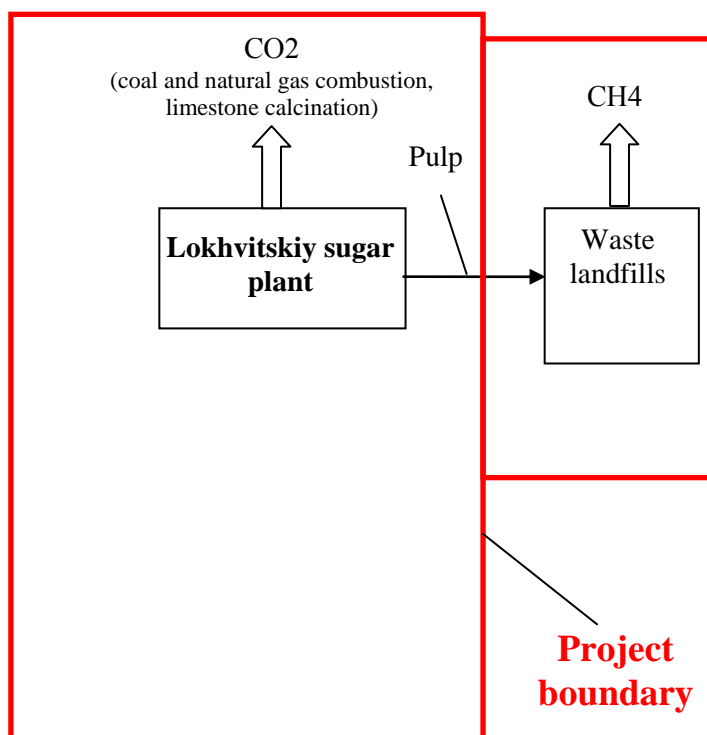 CO2
(coal and natural gas combustion,
limestone calcination)
CH4
Pulp
Lokhvitskiy sugar
plant
Waste
landfills
Project
boundary